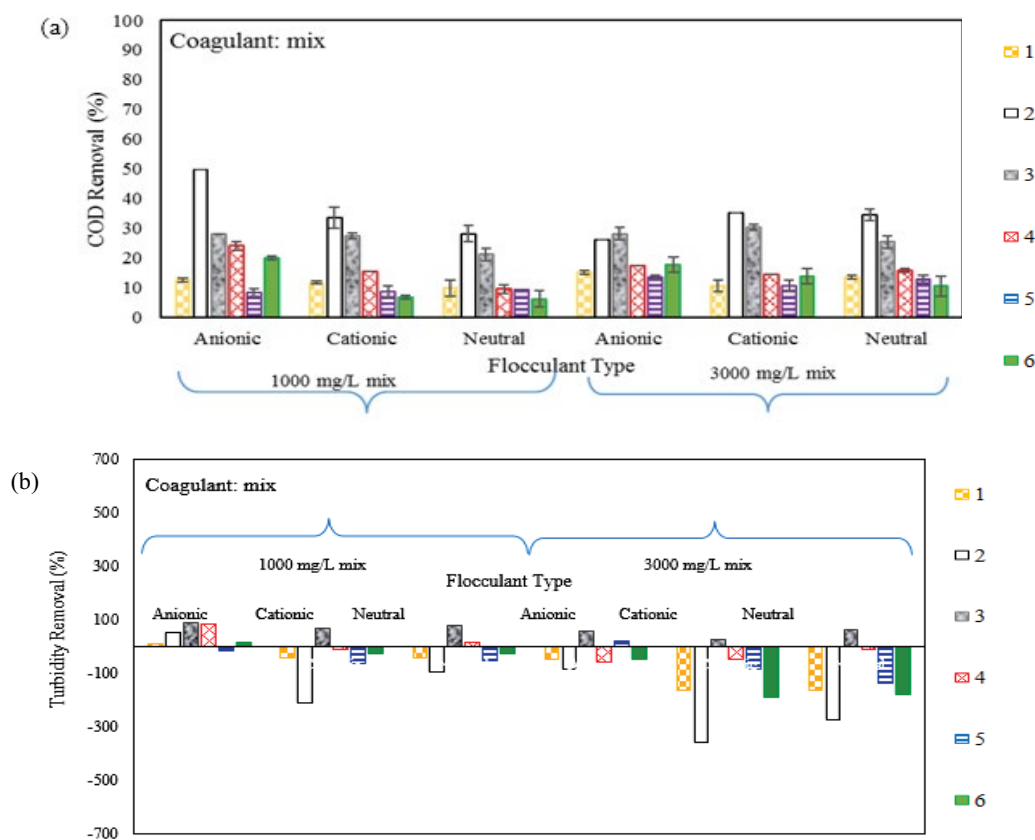 (a)
Coagulant: mix
COD Removal (%)
100
90
80
70
60
50
40
30
20
10
0
Anionic Cationic Neutral Anionic Cationic Neutral
Flocculant Type
1000 mg/L mix 3000 mg/L mix
1
2
3
4
5
6
(b)
Coagulant: mix
Turbidity Removal (%)
700
500
300
100
-100
-300
-500
-700
1000 mg/L mix 3000 mg/L mix
Flocculant Type
Anionic Cationic Neutral Anionic Cationic Neutral
1
2
3
4
5
6